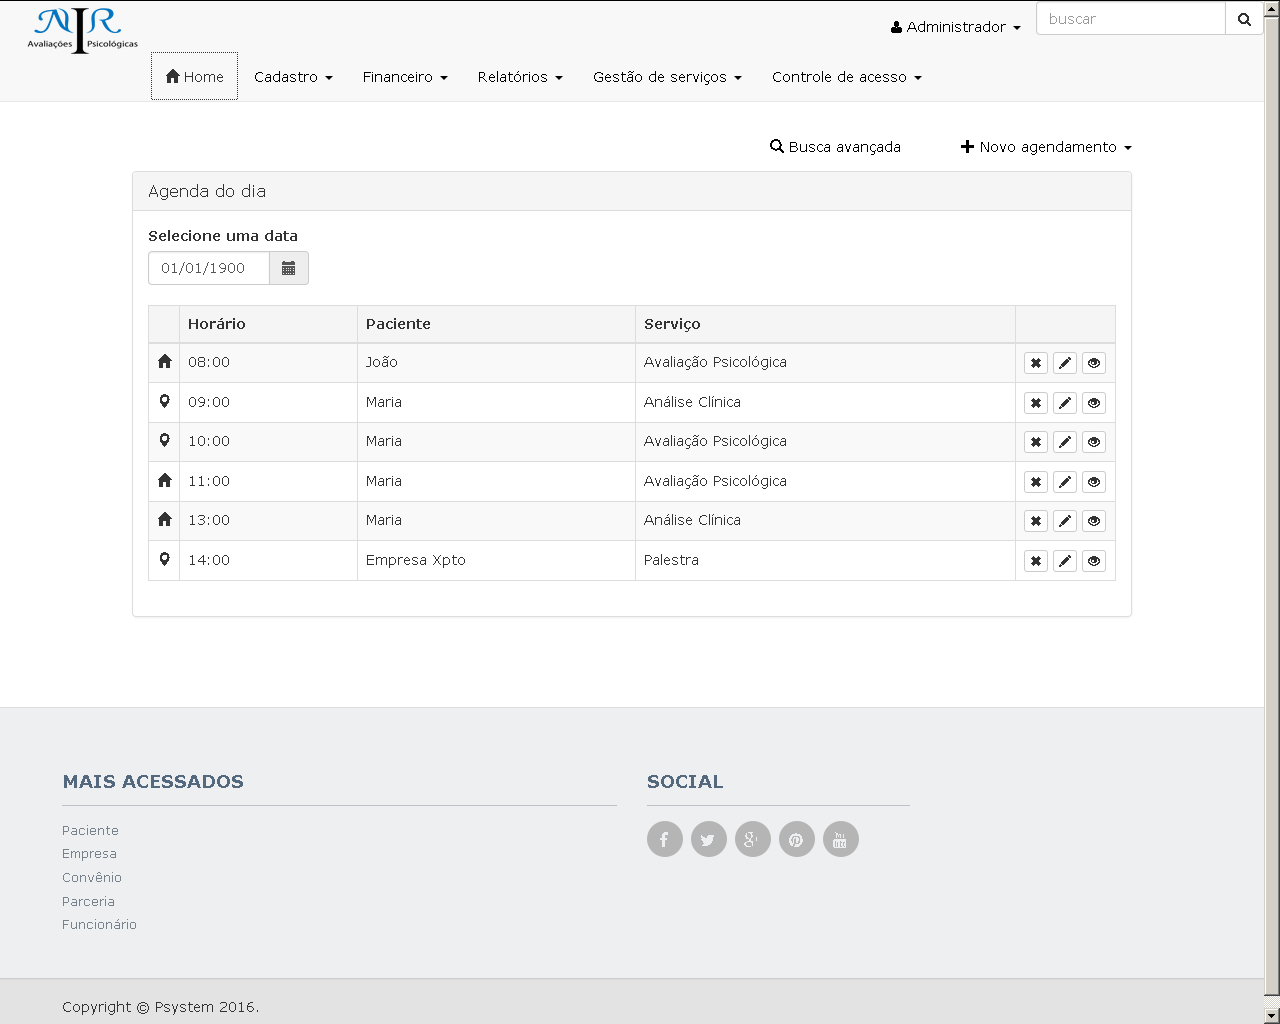 NIR
Avaliações Psicológicas
Administrador
buscar
Home Cadastro Financeiro Relatórios Gestão de serviços Controle de acesso
Busca avançada Novo agendamento
Agenda do dia
Selecione uma data
01/01/1900
Horário Paciente Serviço
08:00 João Avaliação Psicológica
09:00 Maria Análise Clínica
10:00 Maria Avaliação Psicológica
11:00 Maria Avaliação Psicológica
13:00 Maria Análise Clínica
14:00 Empresa Xpto Palestra
MAIS ACESSADOS
Paciente
Empresa
Convênio
Parceria
Funcionário
SOCIAL
Copyright © Psystem 2016.